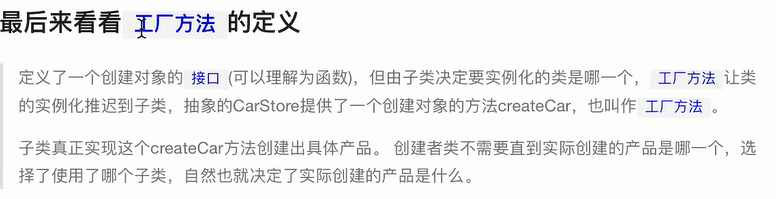 最后来看看 工厂方法 的定义
定义了一个创建对象的 接口 (可以理解为函数)，但由子类决定要实例化的类是哪一个， 工厂方法 让类
的实例化推迟到子类，抽象的CarStore提供了一个创建对象的方法createCar，也叫作 工厂方法 。
子类真正实现这个createCar方法创建出具体产品。 创建者类不需要直到实际创建的产品是哪一个，选
择了使用了哪个子类，自然也就决定了实际创建的产品是什么。